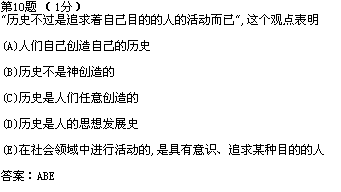 第10题 （1分）
“历史不过是追求着自己目的的人的活动而已”,这个观点表明
(A)人们自己创造自己的历史
(B)历史不是神创造的
(C)历史是人们任意创造的
(D)历史是人的思想发展史
(E)在社会领域中进行活动的,是具有意识、追求某种目的的人
答案：ABE